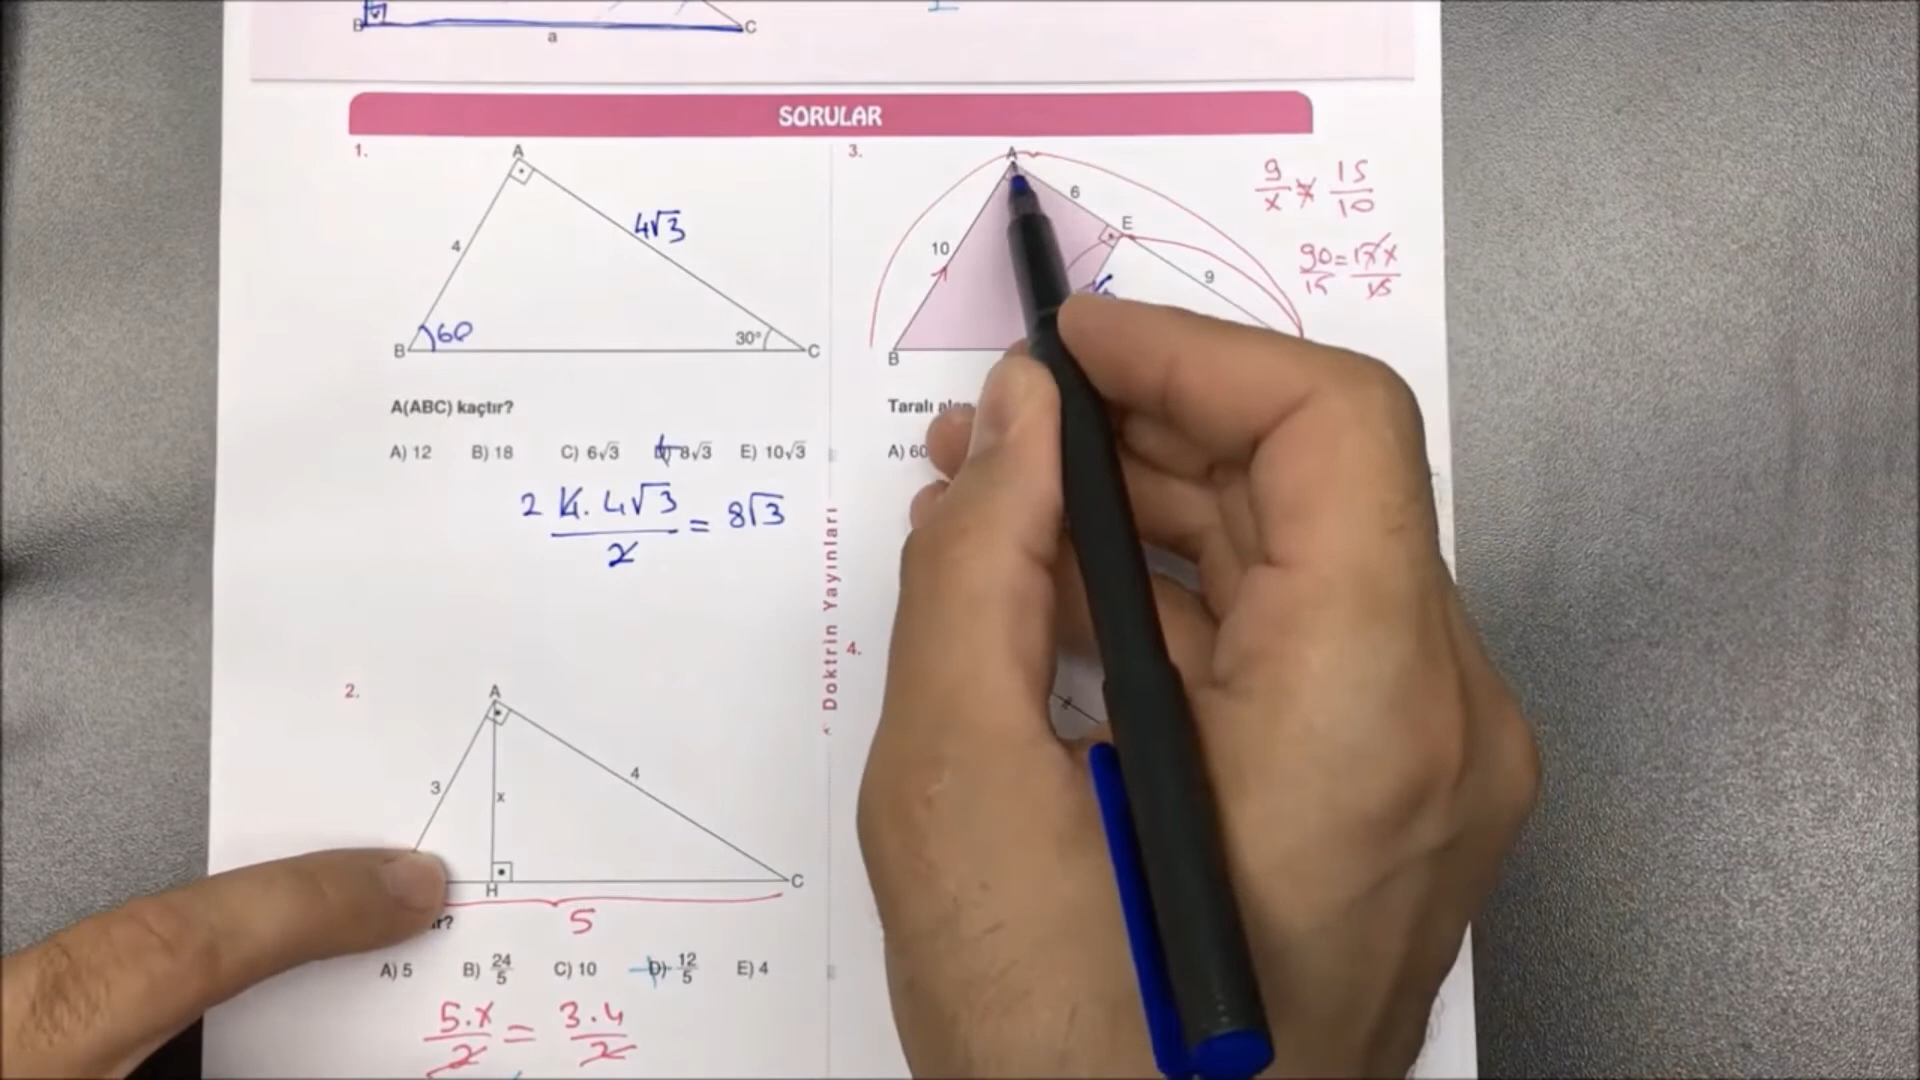 B
a
C
SORULAR
1.
A
4
4√3
B
60
30°
C
A(ABC) kaçtır?
A) 12 B) 18 C) 6√3 D) 8√3 E) 10√3
2 4. 4√3 / 2 = 8√3
2.
A
3
4
x
H
C
5
A) 5 B) 24/5 C) 10 D) 12/5 E) 4
5.x / 2 = 3.4 / 2
Doktrin Yayınları
3.
A
6
E
10
9
B
9/x 15/10
90/15 = 15x/15
Taralı
A) 60
4.